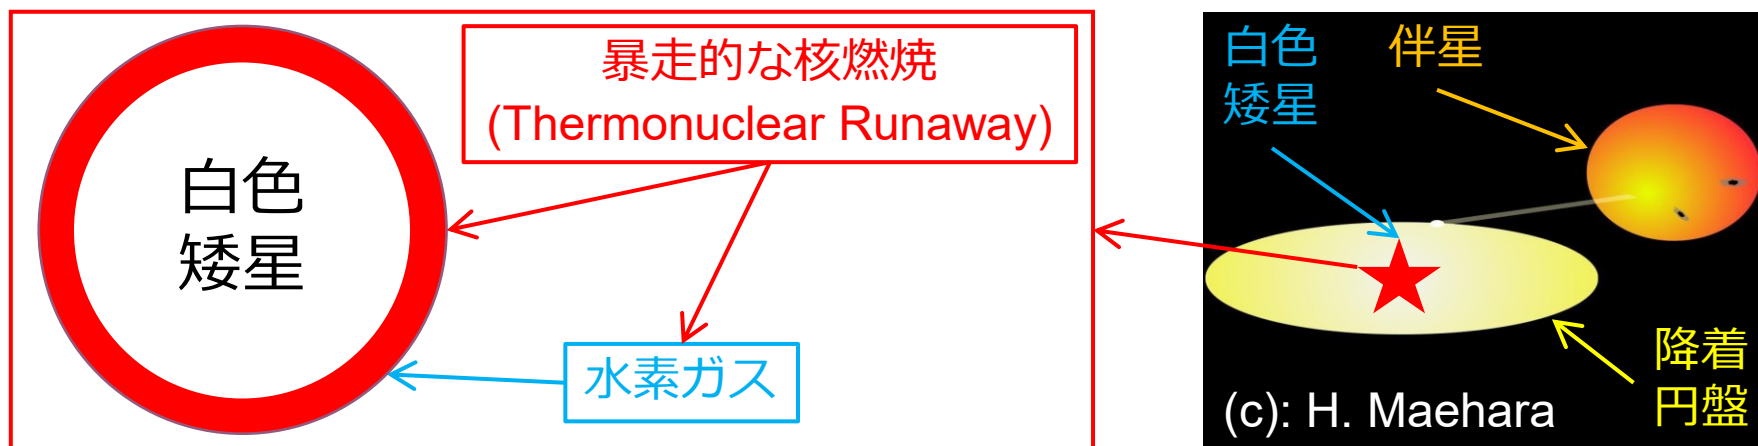 白色
矮星
暴走的な核燃焼
(Thermonuclear Runaway)
水素ガス
白色
矮星
伴星
降着
円盤
(c): H. Maehara